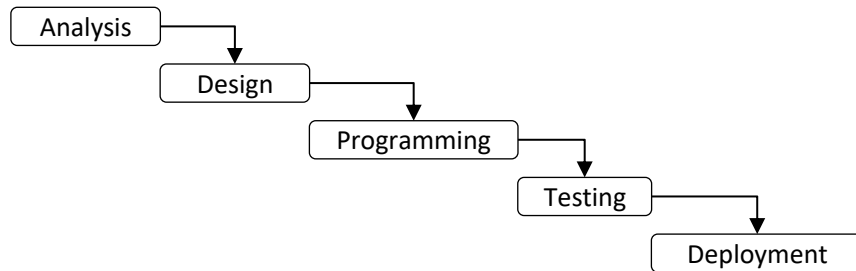 Analysis
Design
Programming
Testing
Deployment